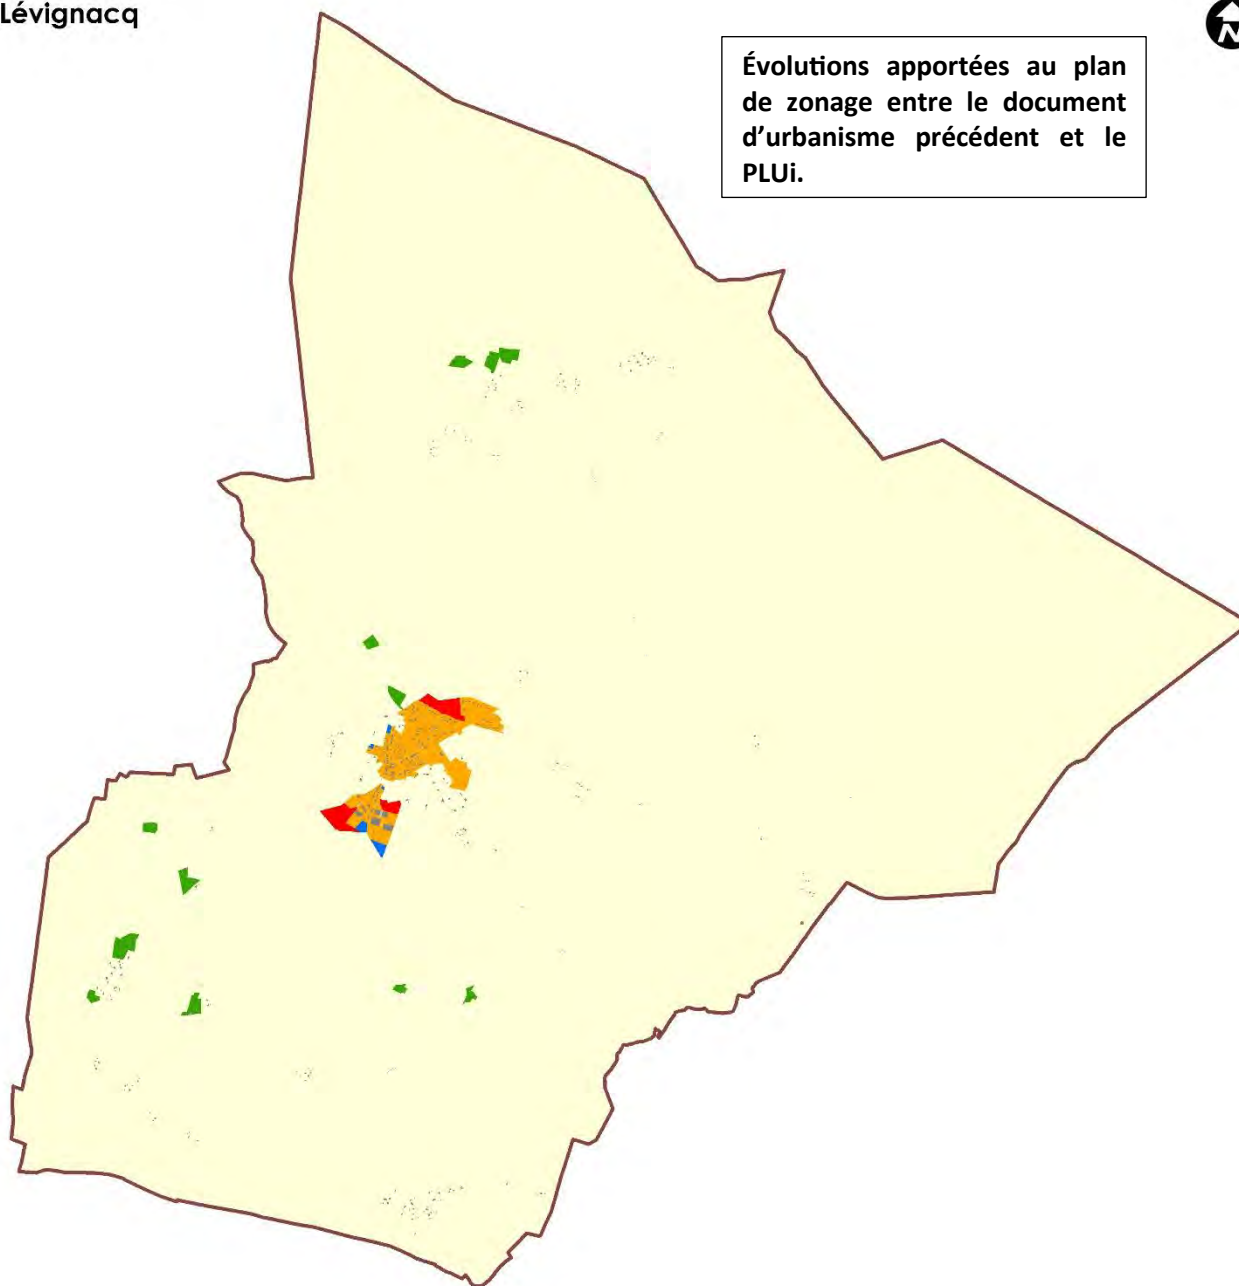 Lévignacq
N
Évolutions apportées au plan
de zonage entre le document
d’urbanisme précédent et le
PLUi.